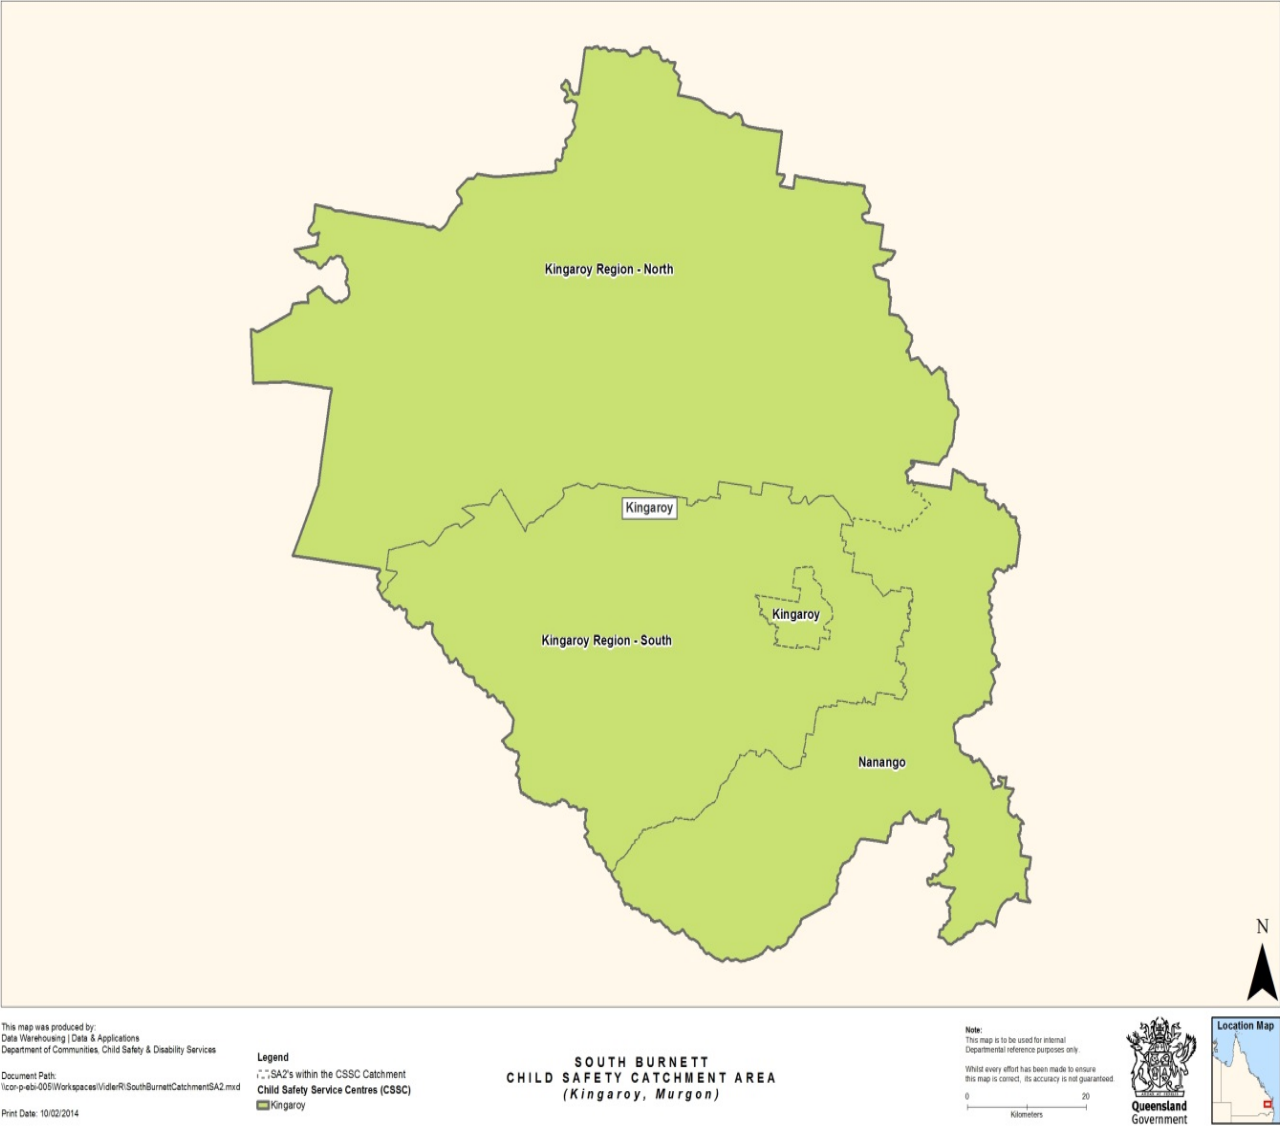 Kingaroy Region - North
Kingaroy
Kingaroy
Kingaroy Region - South
Nanango
N
This map was produced by:
Data Warehousing | Data & Applications
Department of Communities, Child Safety & Disability Services
Document Path:
\\cor-p-ebi-005\Workspaces\VidlerR\SouthBurnettCatchmentSA2.mxd
Print Date: 10/02/2014
Legend
SA2's within the CSSC Catchment
Child Safety Service Centres (CSSC)
Kingaroy
SOUTH BURNETT
CHILD SAFETY CATCHMENT AREA
(Kingaroy, Murgon)
Note:
This map is to be used for internal
Departmental reference purposes only.
Whilst every effort has been made to ensure
this map is correct, its accuracy is not guaranteed.
0 20
Kilometers
Queensland
Government
Location Map